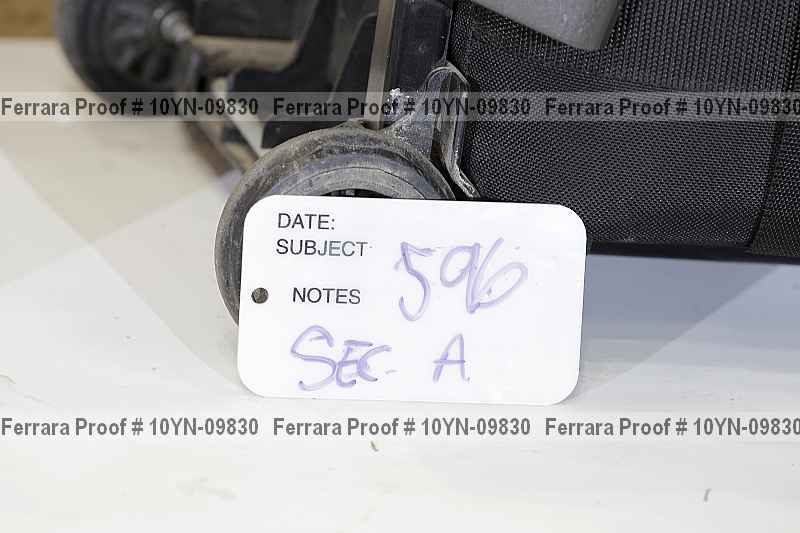 Ferrara Proof # 10YN-09830 Ferrara Proof # 10YN-09830 Ferrara Proof # 10YN-09830
DATE:
SUBJECT
596
NOTES
SEC. A
Ferrara Proof # 10YN-09830 Ferrara Proof # 10YN-09830 Ferrara Proof # 10YN-09830